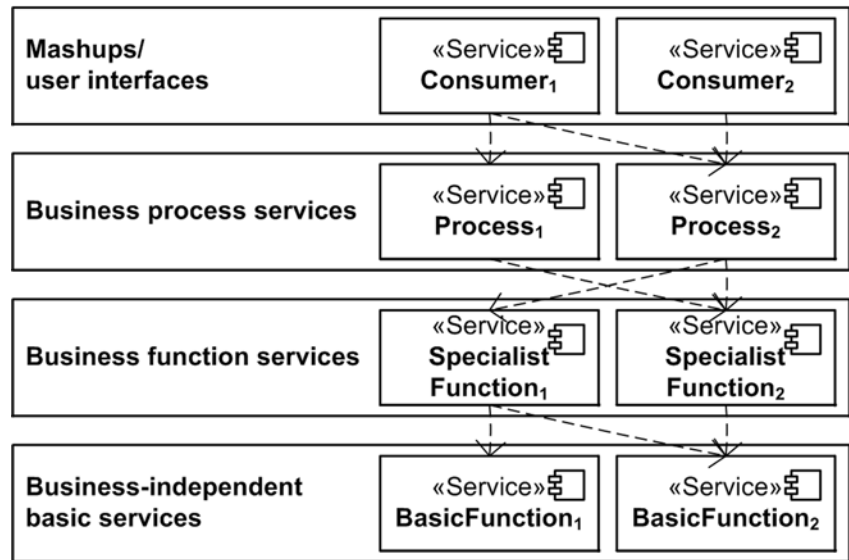 Mashups/
user interfaces
«Service»
Consumer₁
«Service»
Consumer₂
Business process services
«Service»
Process₁
«Service»
Process₂
Business function services
«Service»
Specialist
Function₁
«Service»
Specialist
Function₂
Business-independent
basic services
«Service»
BasicFunction₁
«Service»
BasicFunction₂